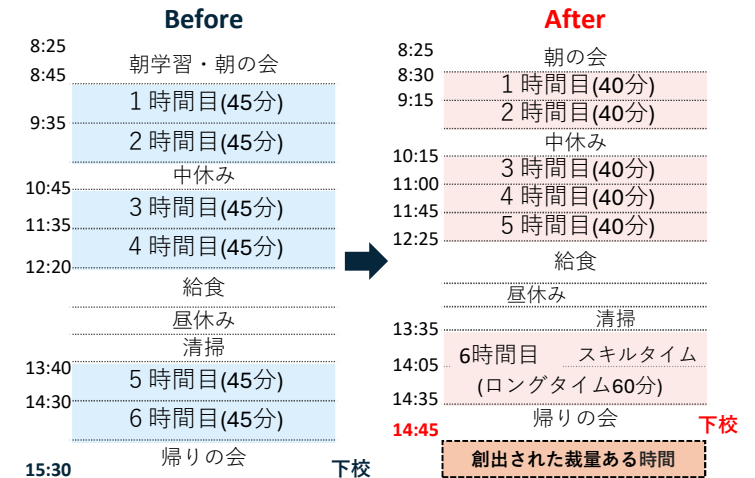 Before
8:25
朝学習・朝の会
8:45
１時間目(45分)
9:35
２時間目(45分)
中休み
10:45
３時間目(45分)
11:35
４時間目(45分)
12:20
給食
昼休み
清掃
13:40
５時間目(45分)
14:30
６時間目(45分)
帰りの会
15:30
下校
After
8:25
朝の会
8:30
１時間目(40分)
9:15
２時間目(40分)
中休み
10:15
３時間目(40分)
11:00
４時間目(40分)
11:45
５時間目(40分)
12:25
給食
昼休み
清掃
13:35
6時間目 スキルタイム
14:05
(ロングタイム60分)
14:35
帰りの会
14:45
下校
創出された裁量ある時間